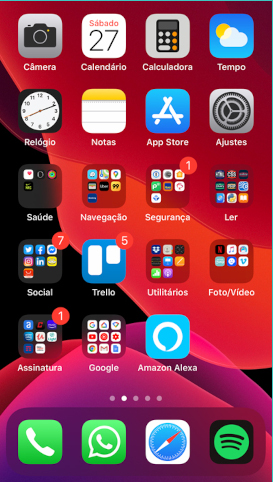 Sábado
27
Câmera
Calendário
Calculadora
Tempo
Relógio
Notas
App Store
Ajustes
1
Saúde
Navegação
Segurança
Ler
7
5
Social
Trello
Utilitários
Foto/Vídeo
1
Assinatura
Google
Amazon Alexa